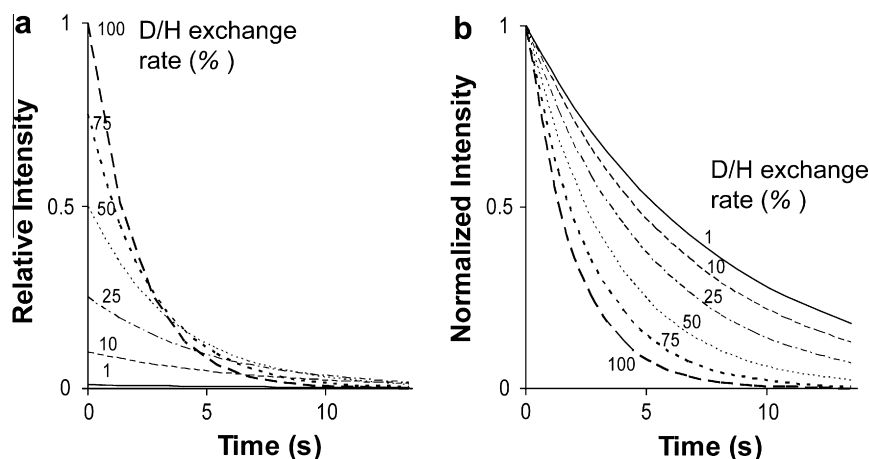 a
1
100
D/H exchange
rate (% )
75
0.5
50
25
10
1
0
0
5
10
Relative Intensity
Time (s)
b
1
D/H exchange
rate (% )
0.5
1
10
25
50
75
100
0
0
5
10
Normalized Intensity
Time (s)